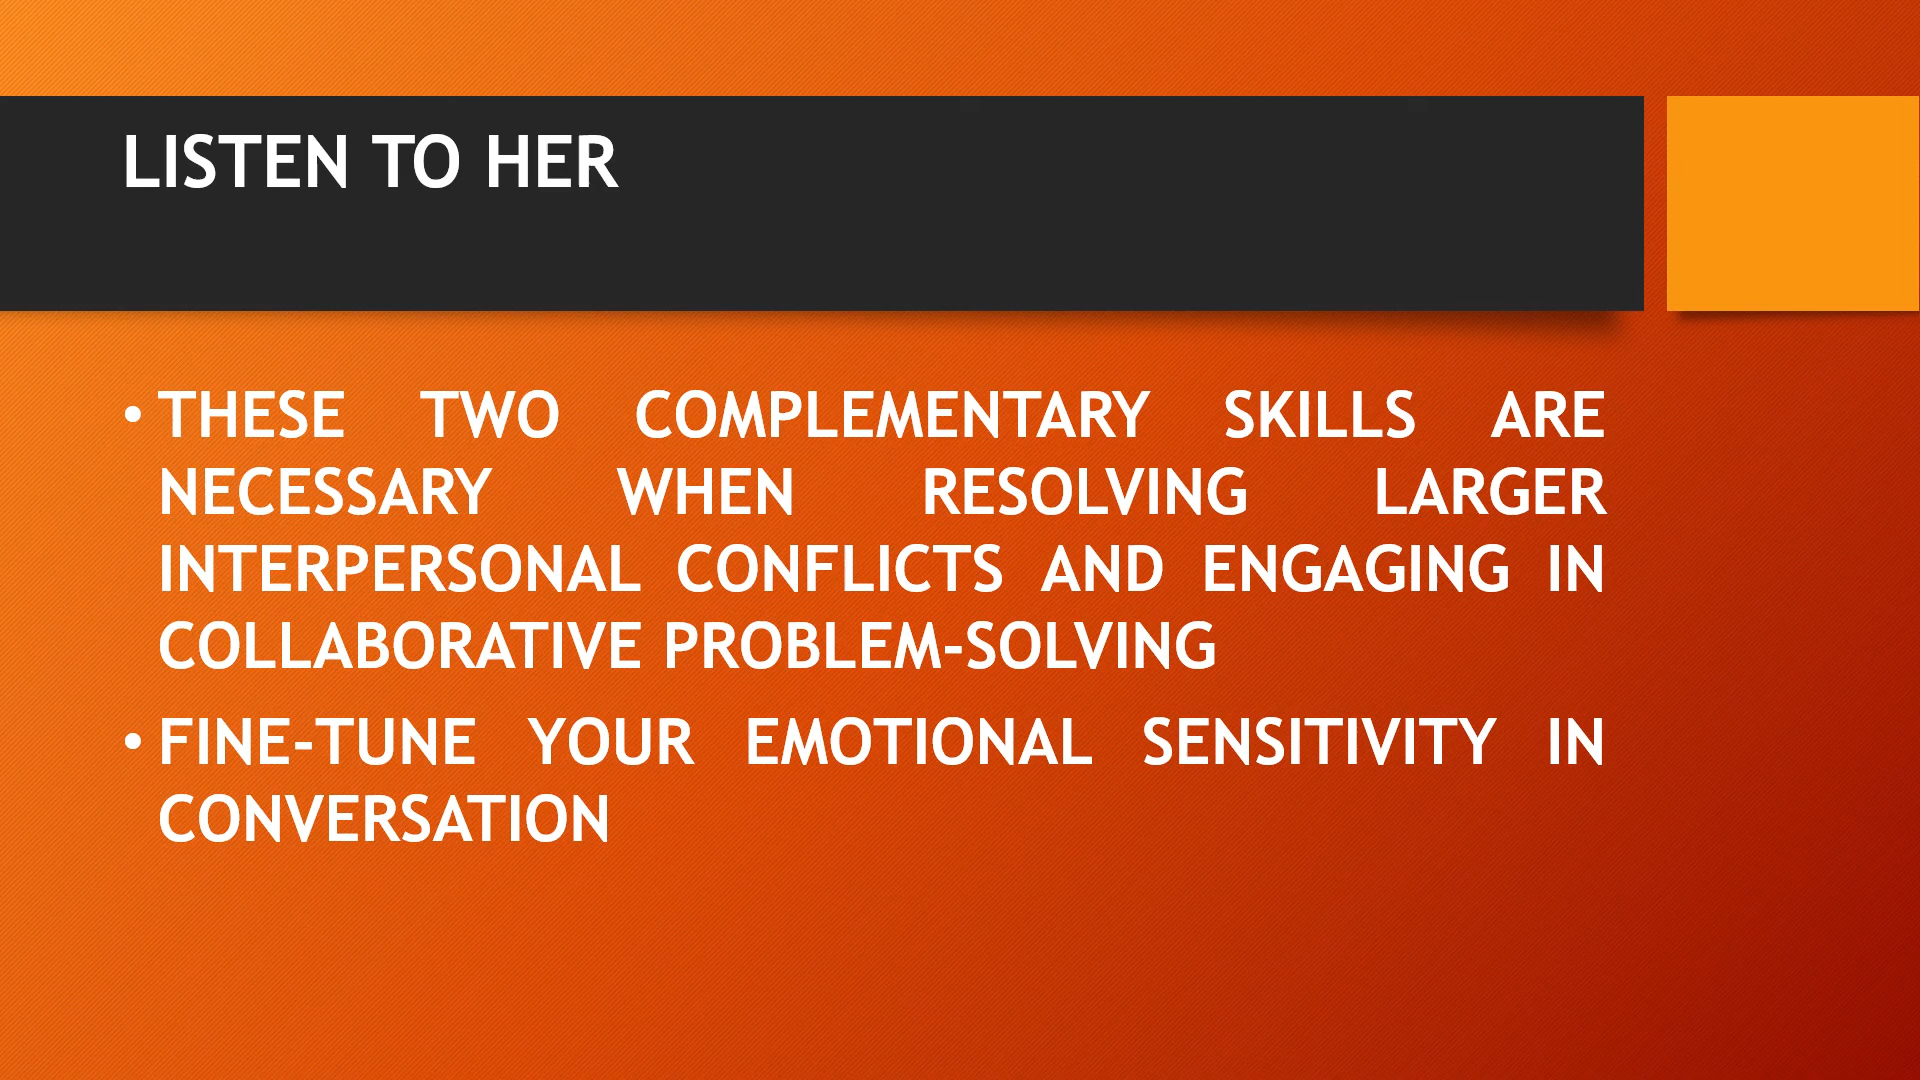 LISTEN TO HER
• THESE TWO COMPLEMENTARY SKILLS ARE
NECESSARY WHEN RESOLVING LARGER
INTERPERSONAL CONFLICTS AND ENGAGING IN
COLLABORATIVE PROBLEM-SOLVING
• FINE-TUNE YOUR EMOTIONAL SENSITIVITY IN
CONVERSATION